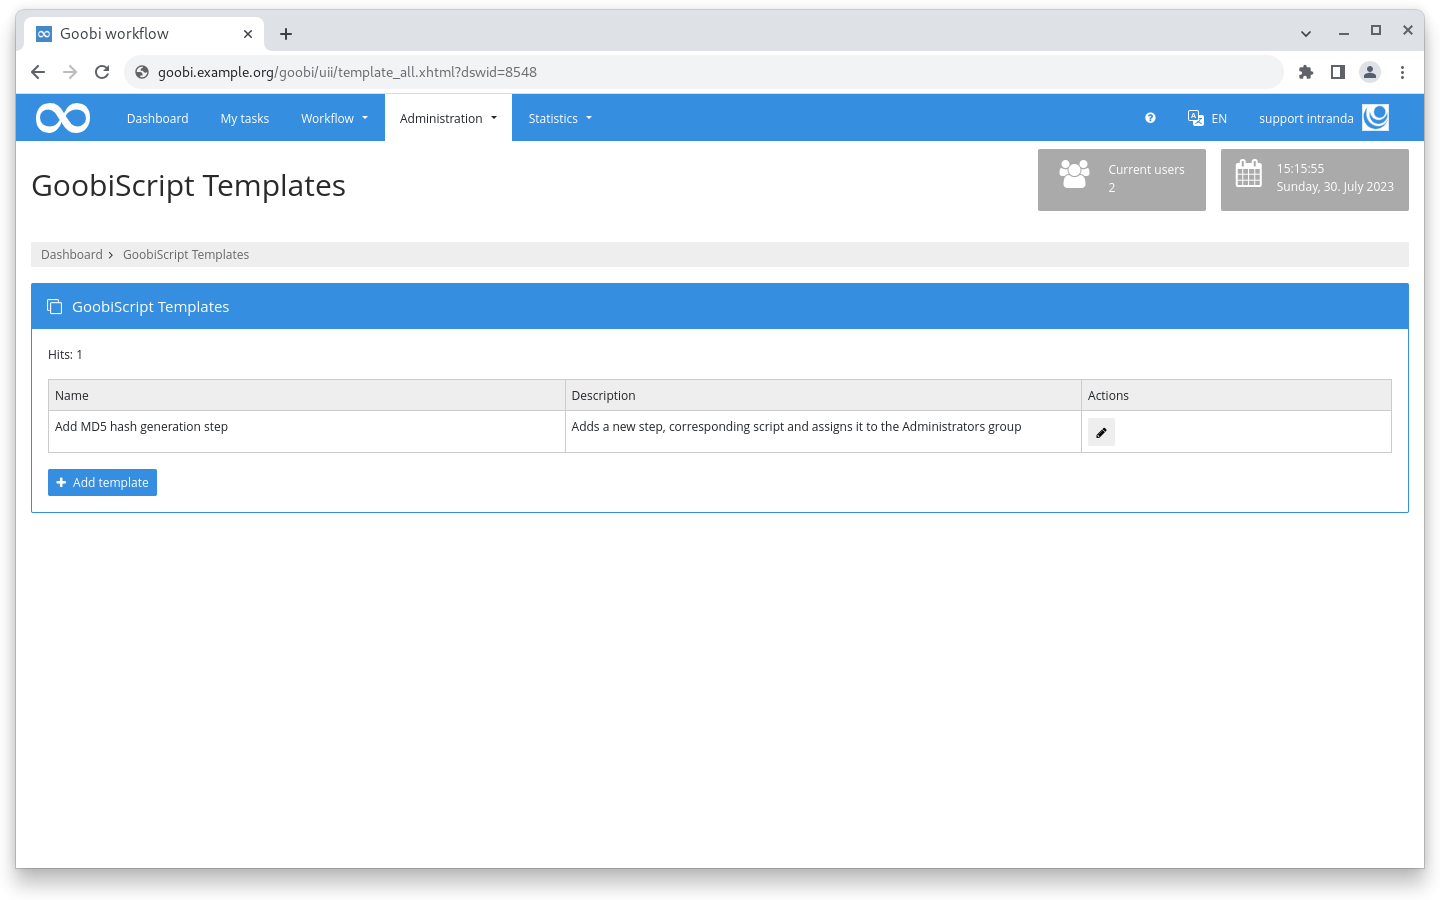 Goobi workflow
goobi.example.org/goobi/uii/template_all.xhtml?dswid=8548
Dashboard
My tasks
Workflow
Administration
Statistics
EN
support intranda
GoobiScript Templates
Current users
2
15:15:55
Sunday, 30. July 2023
Dashboard
GoobiScript Templates
GoobiScript Templates
Hits: 1
Name
Description
Actions
Add MD5 hash generation step
Adds a new step, corresponding script and assigns it to the Administrators group
Add template